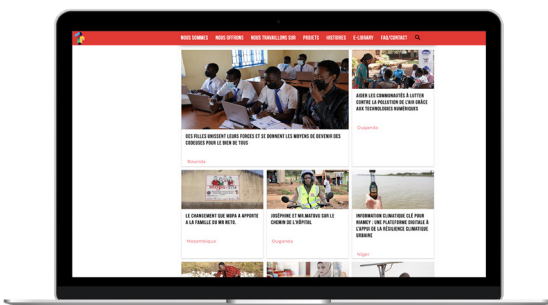 NOUS SOMMES NOUS OFFRONS NOUS TRAVAILLONS SUR PROJETS HISTOIRES E-LIBRARY FAQ/CONTACT
AIDER LES COMMUNAUTÉS À LUTTER
CONTRE LA POLLUTION DE L'AIR GRÂCE
AUX TECHNOLOGIES NUMÉRIQUES
Ouganda
DES FILLES UNISSENT LEURS FORCES ET SE DONNENT LES MOYENS DE DEVENIR DES
CODEUSES POUR LE BIEN DE TOUS
Rwanda
LE CHANGEMENT QUE MOPA A APPORTE
A LA FAMILLE DU MR NETO.
Mozambique
JOSÉPHINE ET MR.MATOVU SUR LE
CHEMIN DE L'HÔPITAL
Ouganda
INFORMATION CLIMATIQUE CLÉ POUR
NIAMEY : UNE PLATEFORME DIGITALE À
L'APPUI DE LA RÉSILIENCE CLIMATIQUE
URBAINE
Niger